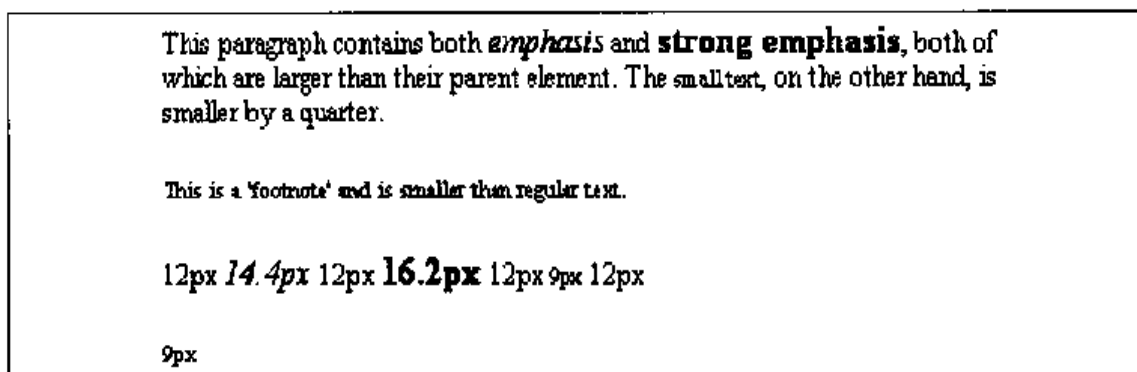 This paragraph contains both emphasis and strong emphasis, both of
which are larger than their parent element. The small text, on the other hand, is
smaller by a quarter.
This is a 'footnote' and is smaller than regular text.
12px 14.4px 12px 16.2px 12px 9px 12px
9px